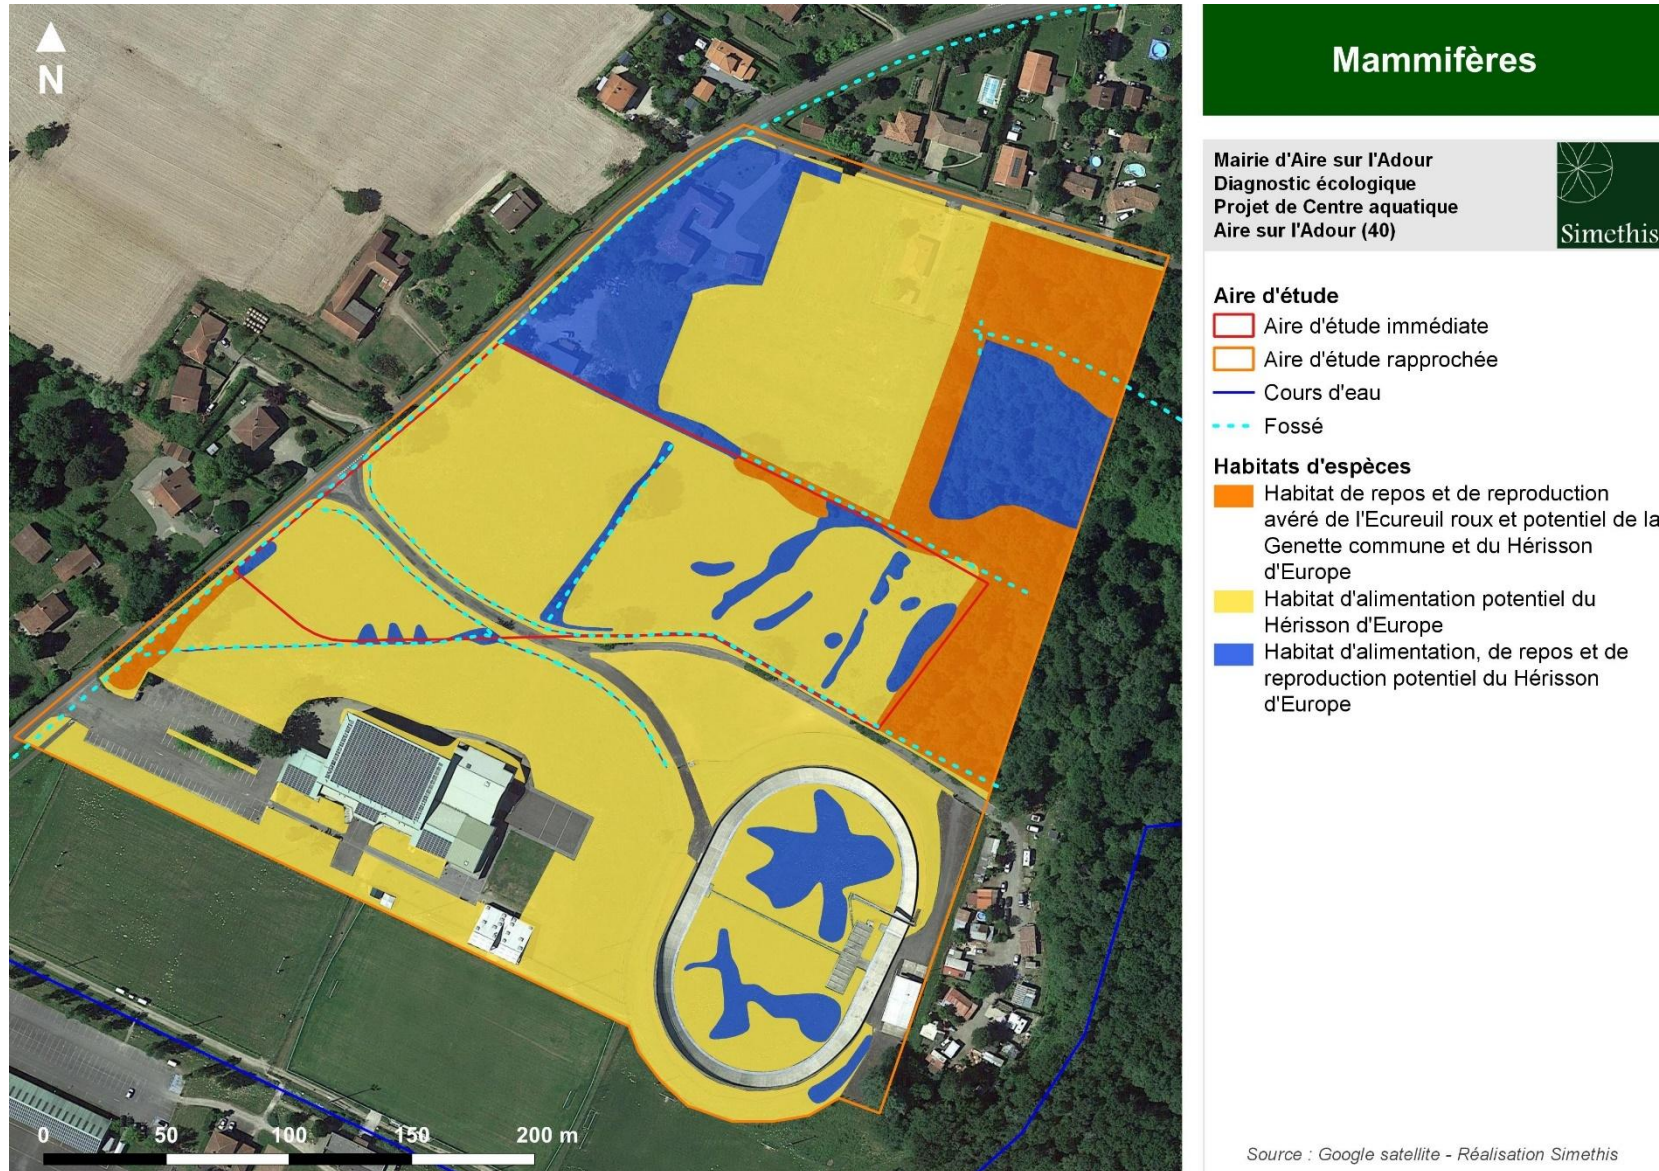 N
Mammifères
Mairie d'Aire sur l'Adour
Diagnostic écologique
Projet de Centre aquatique
Aire sur l'Adour (40)
Simethis
Aire d'étude
Aire d'étude immédiate
Aire d'étude rapprochée
Cours d'eau
Fossé
Habitats d'espèces
Habitat de repos et de reproduction
avéré de l'Ecureuil roux et potentiel de la
Genette commune et du Hérisson
d'Europe
Habitat d'alimentation potentiel du
Hérisson d'Europe
Habitat d'alimentation, de repos et de
reproduction potentiel du Hérisson
d'Europe
0 50 100 150 200 m
Source : Google satellite - Réalisation Simethis